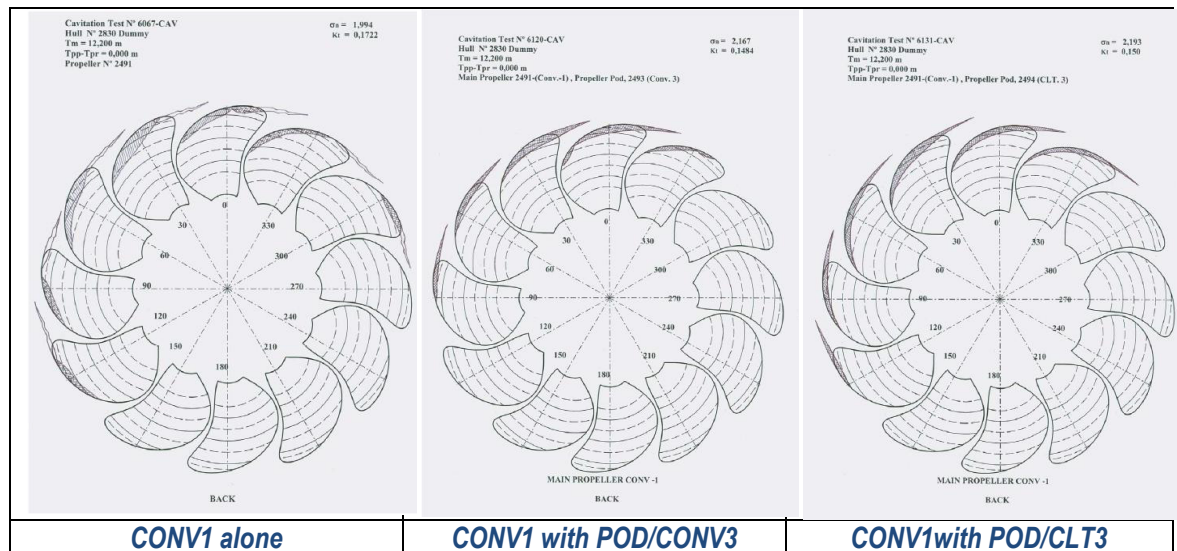 Cavitation Test Nº 6067-CAV
Hull Nº 2830 Dummy
Tm = 12,200 m
Tpp-Tpr = 0,000 m
Propeller Nº 2491
σn = 1,994
Kt = 0,1722
0
30
60
90
120
150
180
210
240
270
300
330
BACK
CONV1 alone
Cavitation Test Nº 6120-CAV
Hull Nº 2830 Dummy
Tm = 12,200 m
Tpp-Tpr = 0,000 m
Main Propeller 2491-(Conv.-1) , Propeller Pod, 2493 (Conv. 3)
σn = 2,167
Kt = 0,1484
0
30
60
90
120
150
180
210
240
270
300
330
MAIN PROPELLER CONV -1
BACK
CONV1 with POD/CONV3
Cavitation Test Nº 6131-CAV
Hull Nº 2830 Dummy
Tm = 12,200 m
Tpp-Tpr = 0,000 m
Main Propeller 2491-(Conv.-1) , Propeller Pod, 2494 (CLT. 3)
σn = 2,193
Kt = 0,150
0
30
60
90
120
150
180
210
240
270
300
330
MAIN PROPELLER CONV -1
BACK
CONV1with POD/CLT3